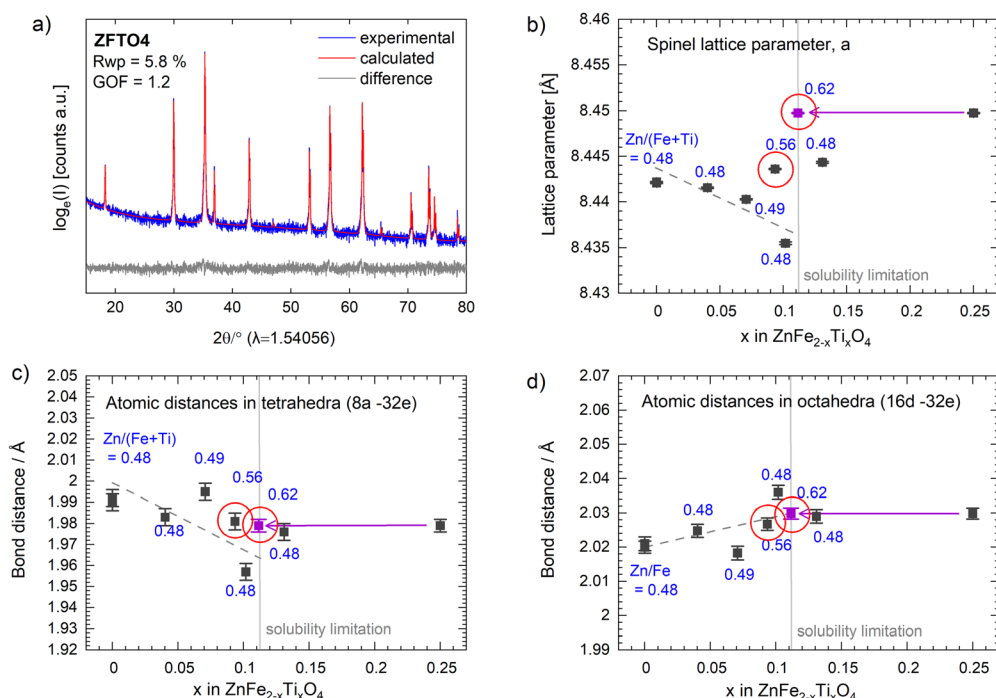 a)
ZFTO4
Rwp = 5.8 %
GOF = 1.2
experimental
calculated
difference
logₑ(I) [counts a.u.]
20 30 40 50 60 70 80
2θ/° (λ=1.54056)
b)
Spinel lattice parameter, a
8.46
8.455
8.45
8.445
8.44
8.435
8.43
Lattice parameter [Å]
0.62
Zn/(Fe+Ti)
= 0.48
0.56
0.48
0.48
0.49
0.48
solubility limitation
0 0.05 0.1 0.15 0.2 0.25
x in ZnFe₂₋ₓTiₓO₄
c)
Atomic distances in tetrahedra (8a -32e)
2.05
2.04
2.03
2.02
2.01
2
1.99
1.98
1.97
1.96
1.95
1.94
1.93
1.92
Bond distance / Å
Zn/(Fe+Ti)
= 0.48
0.49
0.56
0.62
0.48
0.48
0.48
solubility limitation
0 0.05 0.10 0.15 0.20 0.25
x in ZnFe₂₋ₓTiₓO₄
d)
Atomic distances in octahedra (16d -32e)
2.07
2.06
2.05
2.04
2.03
2.02
2.01
2
1.99
Bond distance / Å
0.48
0.62
0.48
0.56
0.48
Zn/Fe
= 0.48
0.49
solubility limitation
0 0.05 0.10 0.15 0.20 0.25
x in ZnFe₂₋ₓTiₓO₄